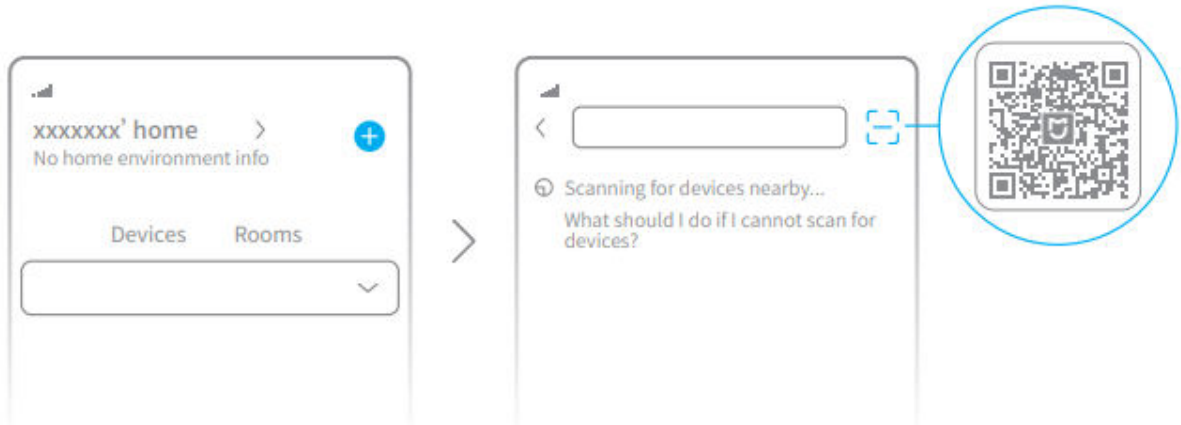 xxxxxxx’ home
No home environment info
Devices Rooms
Scanning for devices nearby...
What should I do if I cannot scan for
devices?